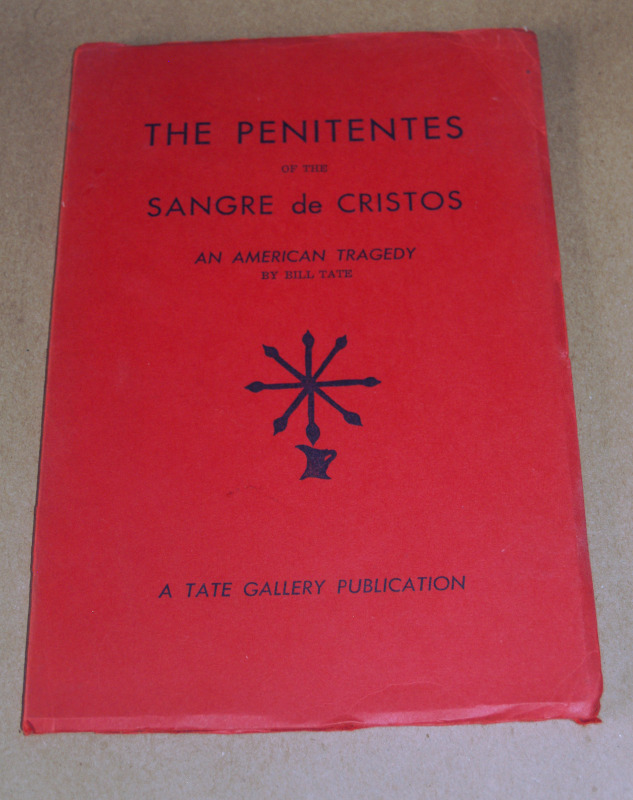 THE PENITENTES
OF THE
SANGRE de CRISTOS
AN AMERICAN TRAGEDY
BY BILL TATE
A TATE GALLERY PUBLICATION